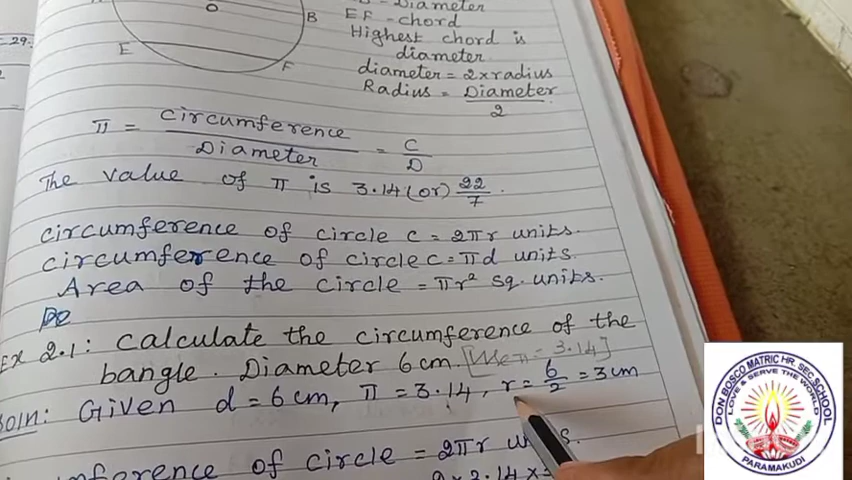 29.
O
B
E
F
Diameter
EF - chord
Highest chord is
diameter
diameter = 2 x radius
Radius = Diameter / 2
π = circumference / Diameter = C / D
The value of π is 3.14 (or) 22/7.
circumference of circle c = 2πr units.
circumference of circle c = πd units.
Area of the circle = πr² sq. units.
Ex 2.1: calculate the circumference of the
bangle. Diameter 6 cm. [Use π = 3.14]
Soln: Given d = 6 cm, π = 3.14, r = 6/2 = 3 cm
of circle = 2πr
2 x 3.14 x
DON BOSCO MATRIC HR. SEC SCHOOL
LOVE & SERVE THE WORLD
PARAMAKUDI